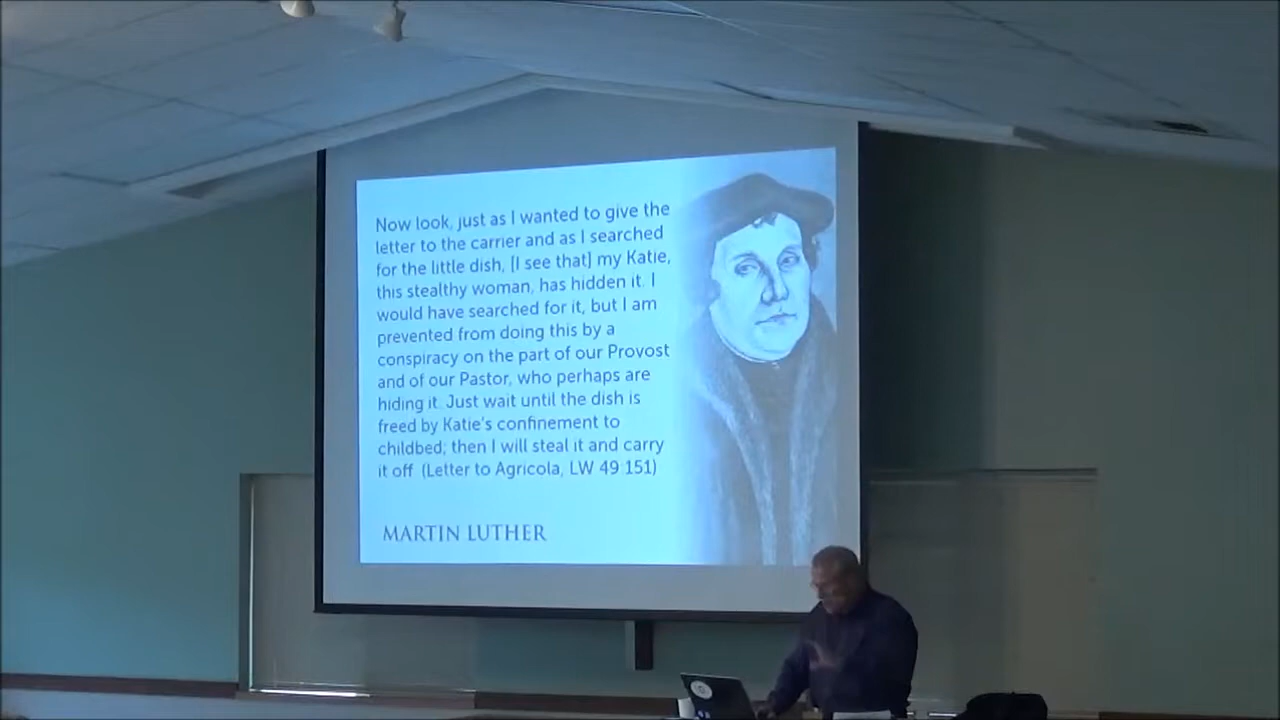 Now look, just as I wanted to give the
letter to the carrier and as I searched
for the little dish, [I see that] my Katie,
this stealthy woman, has hidden it. I
would have searched for it, but I am
prevented from doing this by a
conspiracy on the part of our Provost
and of our Pastor, who perhaps are
hiding it. Just wait until the dish is
freed by Katie's confinement to
childbed; then I will steal it and carry
it off (Letter to Agricola, LW 49 151)
MARTIN LUTHER